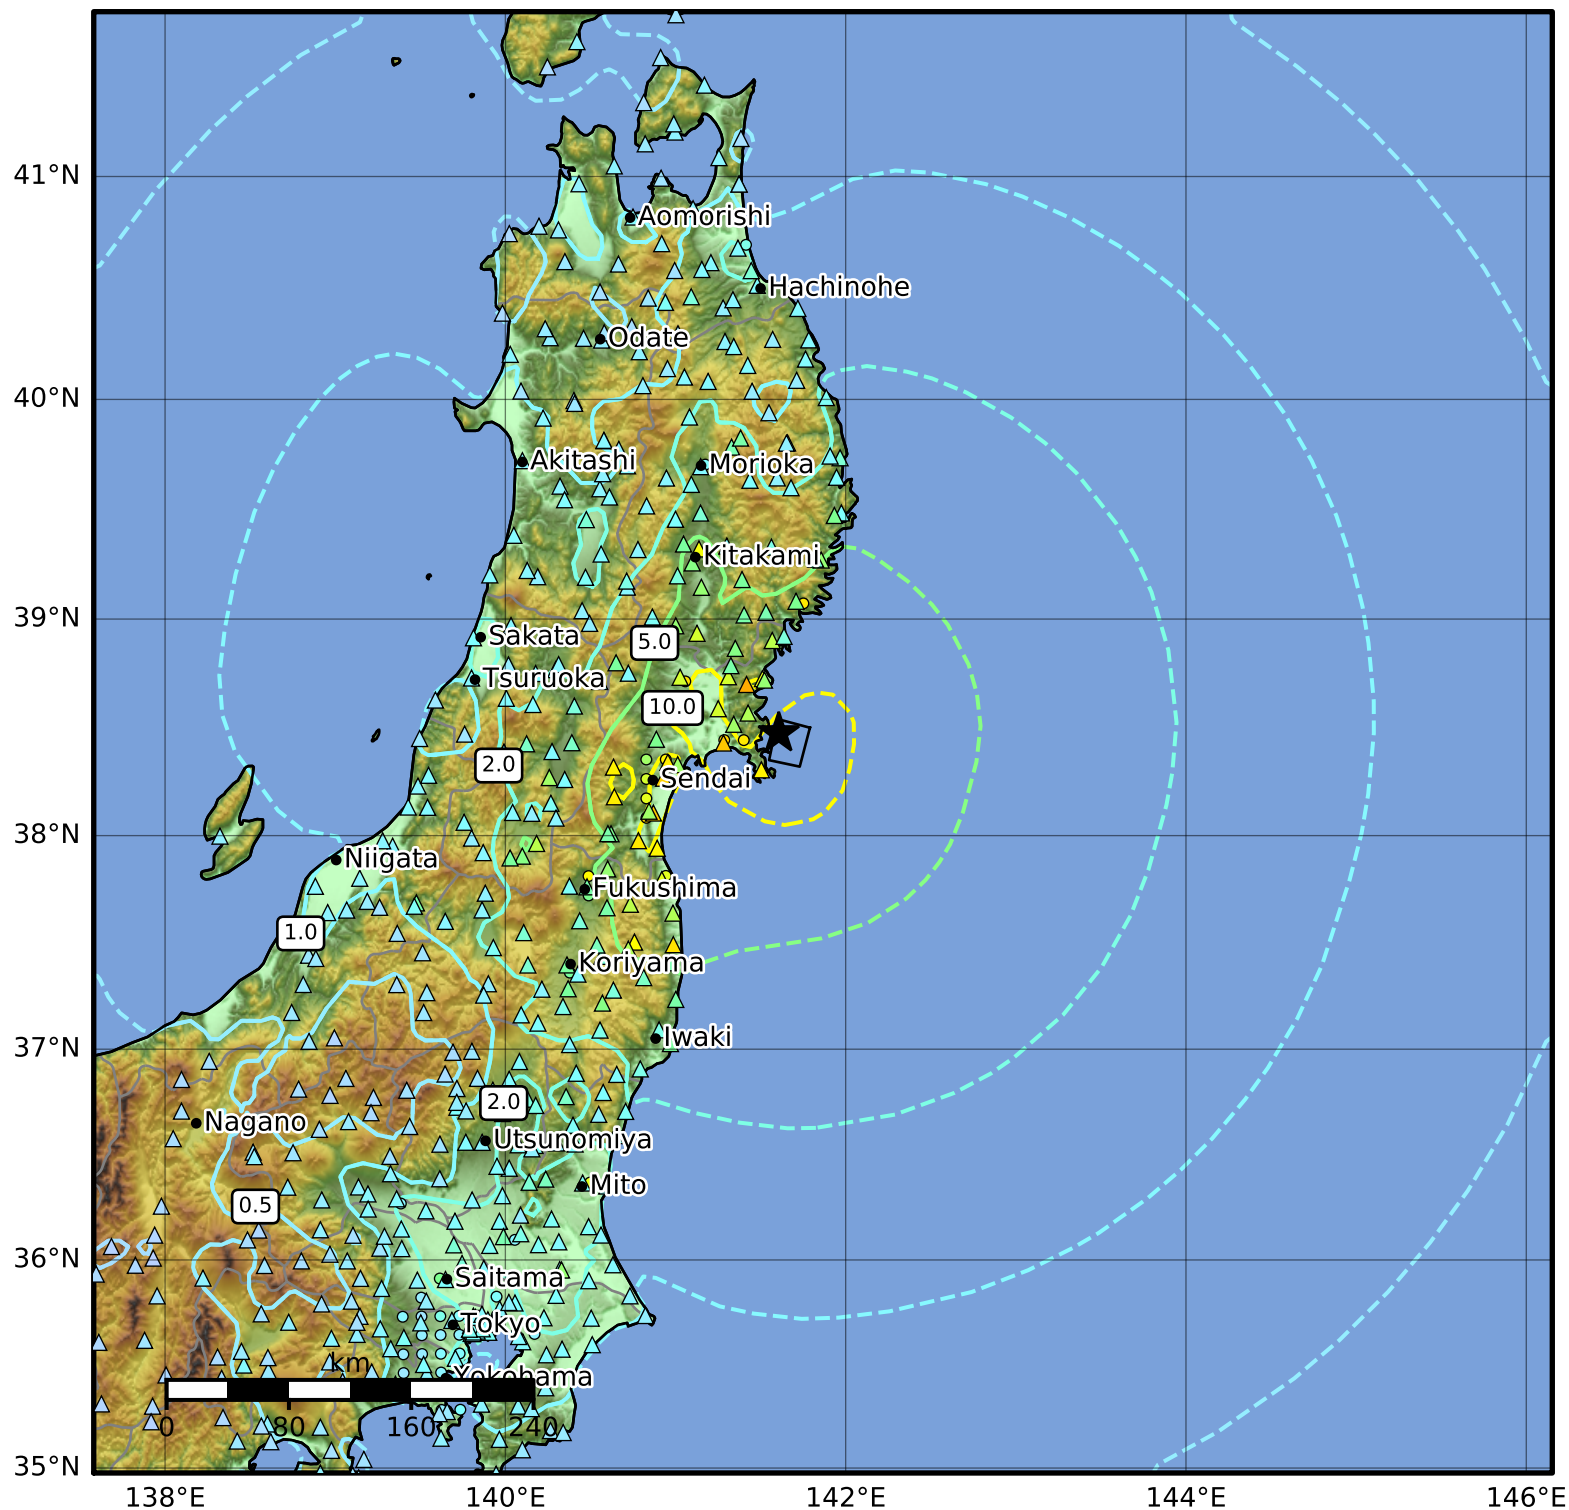 41°N
Aomorishi
Hachinohe
Odate
40°N
Akitashi
Morioka
Kitakami
39°N
Sakata
5.0
Tsuruoka
10.0
2.0
Sendai
38°N
Niigata
Fukushima
1.0
Koriyama
37°N
Iwaki
2.0
Nagano
Utsunomiya
Mito
0.5
36°N
Saitama
Tokyo
km
Yokohama
0 80 160 240
35°N
138°E 140°E 142°E 144°E 146°E